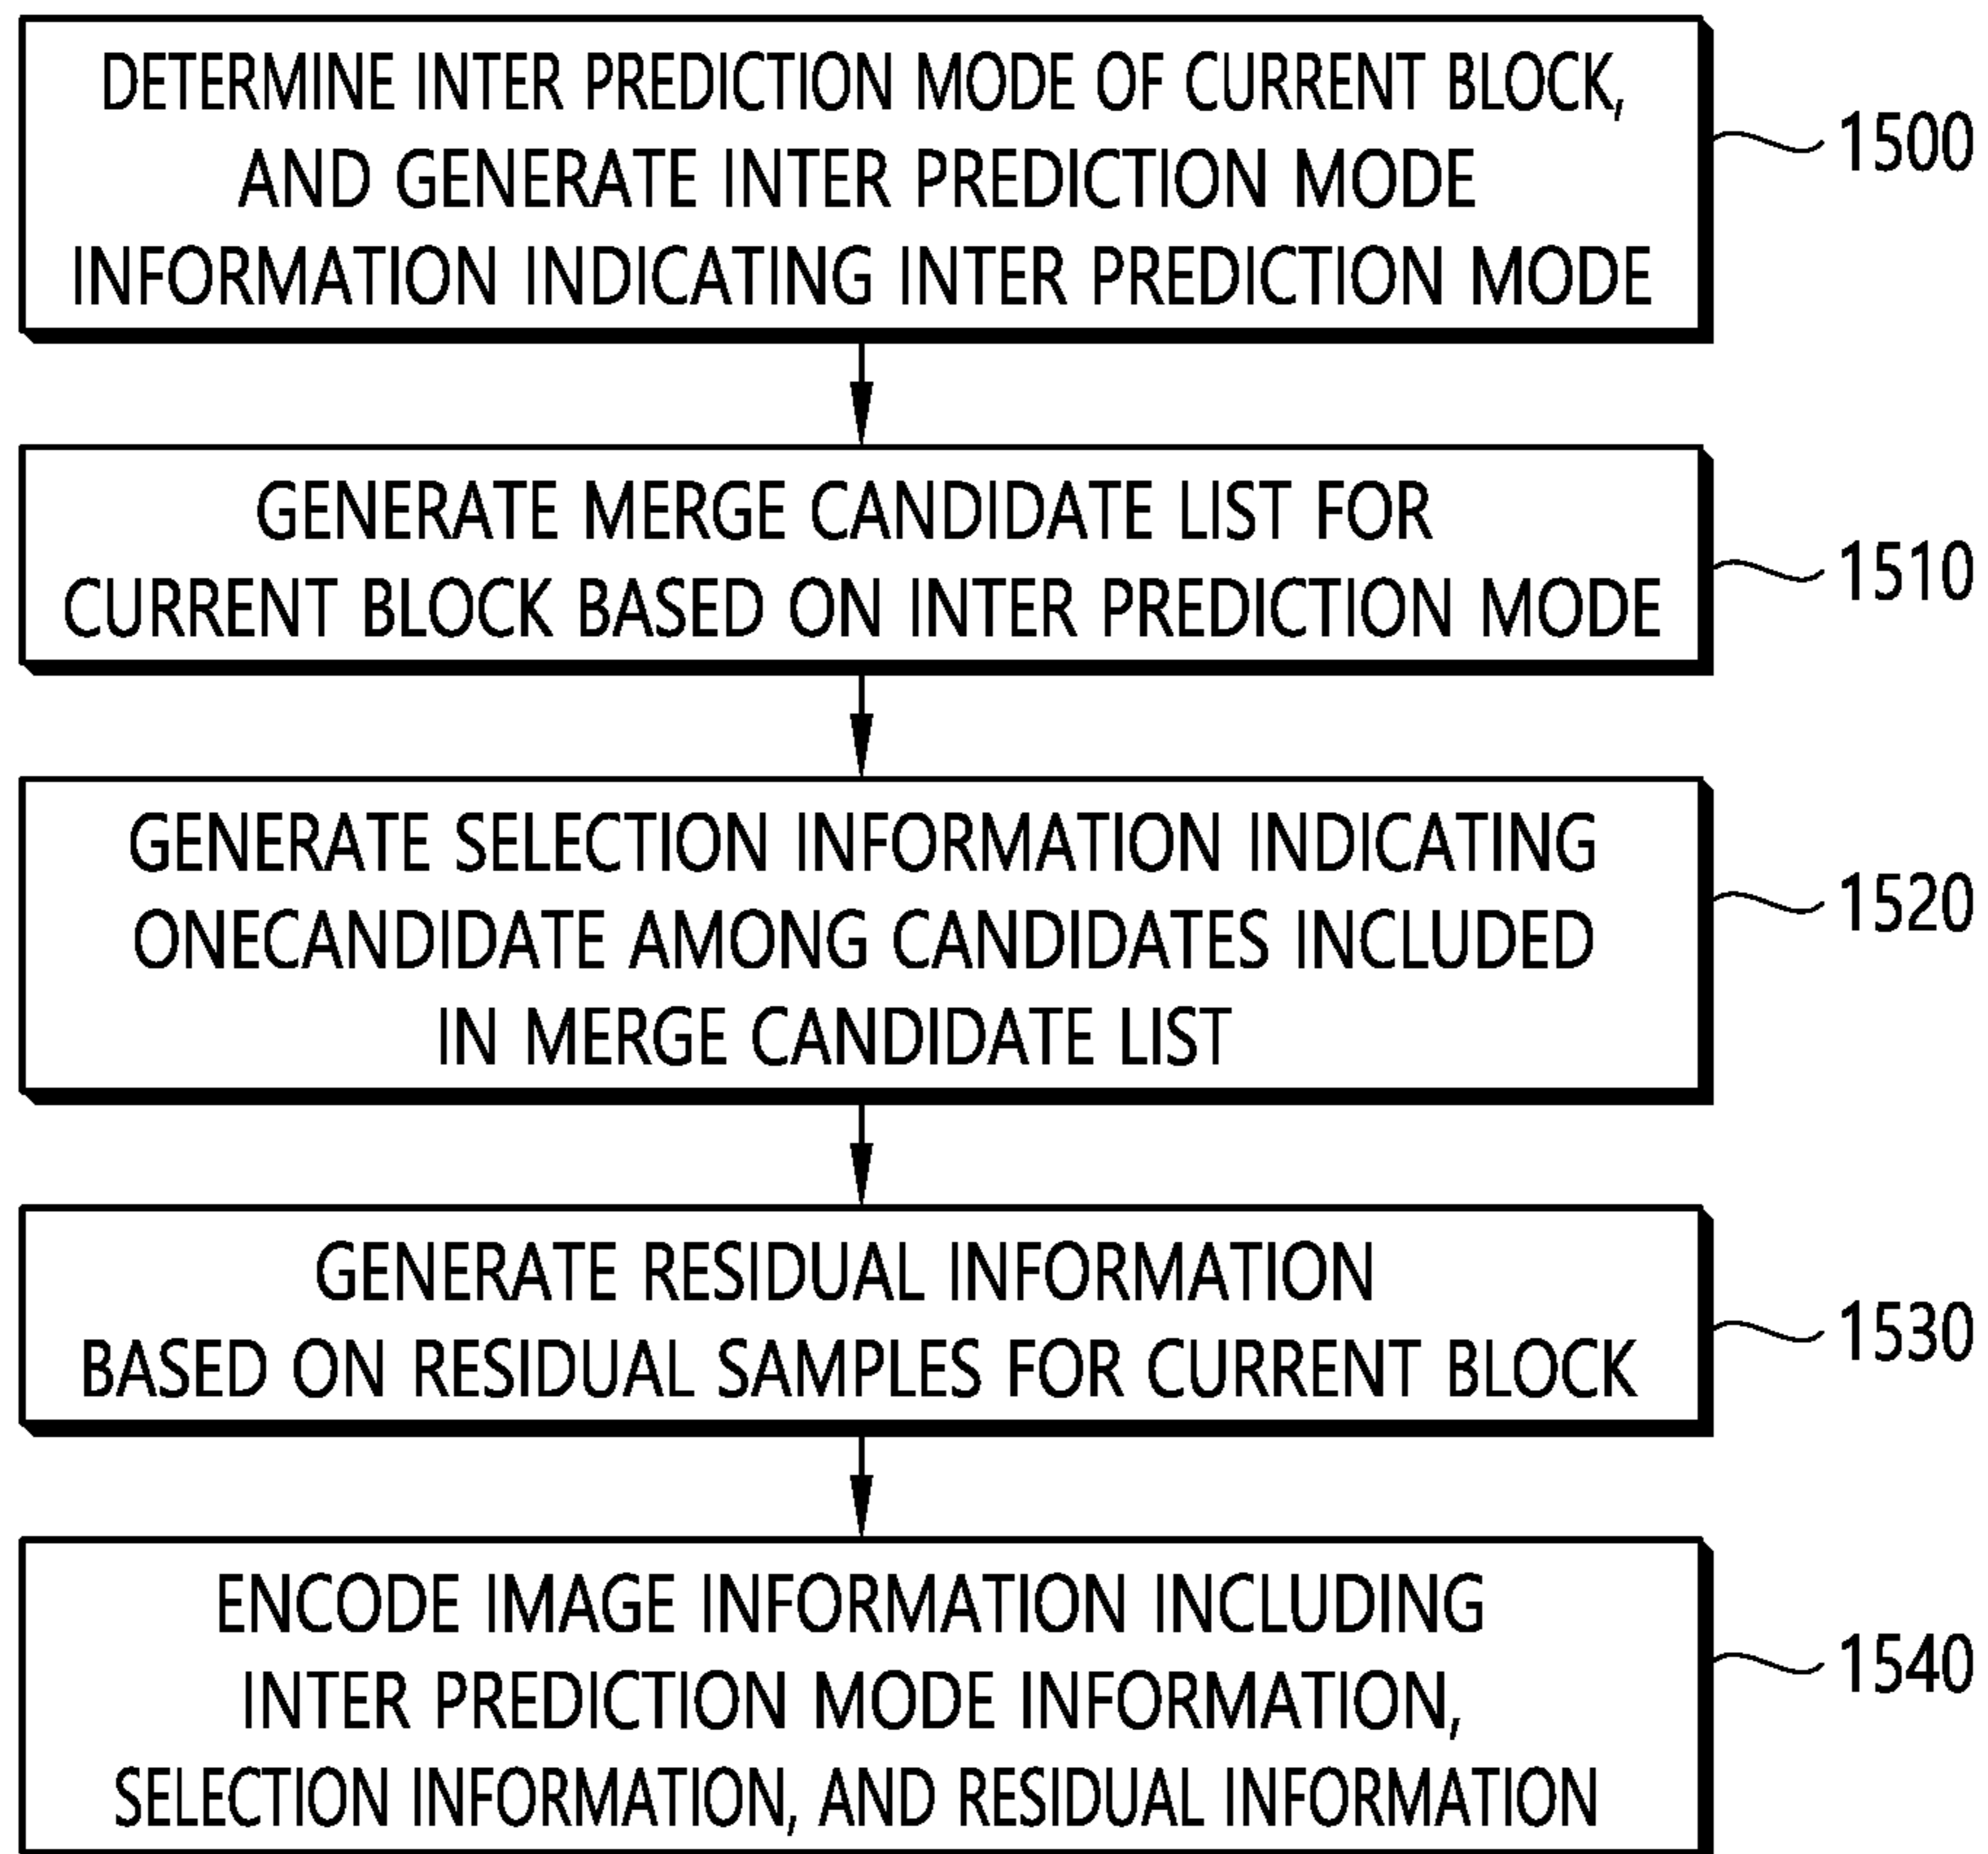 DETERMINE INTER PREDICTION MODE OF CURRENT BLOCK,
AND GENERATE INTER PREDICTION MODE
INFORMATION INDICATING INTER PREDICTION MODE
1500
GENERATE MERGE CANDIDATE LIST FOR
CURRENT BLOCK BASED ON INTER PREDICTION MODE
1510
GENERATE SELECTION INFORMATION INDICATING
ONECANDIDATE AMONG CANDIDATES INCLUDED
IN MERGE CANDIDATE LIST
1520
GENERATE RESIDUAL INFORMATION
BASED ON RESIDUAL SAMPLES FOR CURRENT BLOCK
1530
ENCODE IMAGE INFORMATION INCLUDING
INTER PREDICTION MODE INFORMATION,
SELECTION INFORMATION, AND RESIDUAL INFORMATION
1540